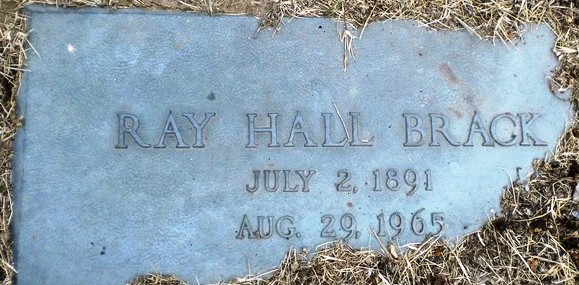 RAY HALL BRACK
JULY 2, 1891
AUG. 29, 1965